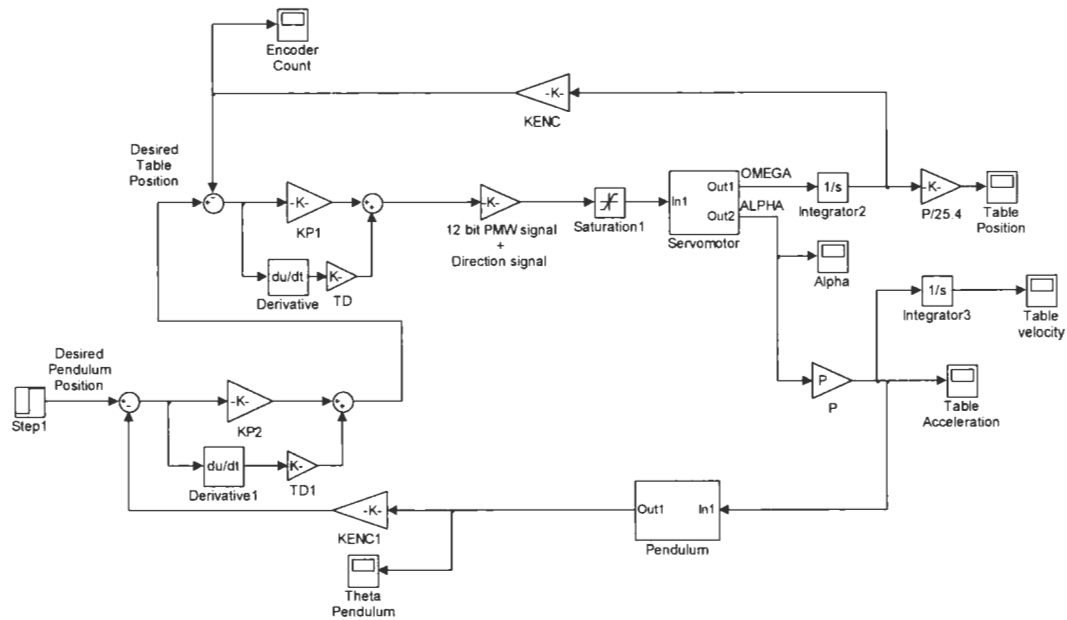 Encoder
Count
-K-
KENC
Desired
Table
Position
-K-
KP1
du/dt
Derivative
K-
TD
-K-
12 bit PMW signal
+
Direction signal
Saturation1
In1
Out1
Out2
Servomotor
OMEGA
ALPHA
1/s
Integrator2
-K-
P/25.4
Table
Position
Alpha
1/s
Integrator3
Table
velocity
P
P
Table
Acceleration
Desired
Pendulum
Position
Step1
-K-
KP2
du/dt
Derivative1
K-
TD1
-K-
KENC1
Theta
Pendulum
Out1
In1
Pendulum